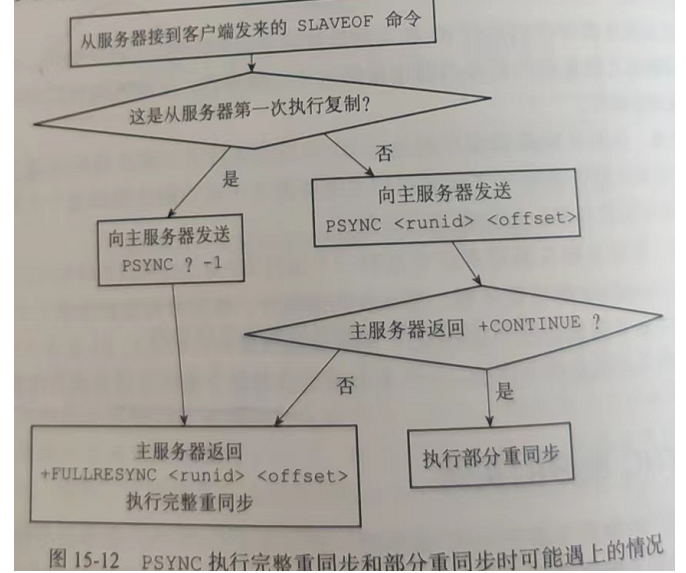 从服务器接到客户端发来的 SLAVEOF 命令
这是从服务器第一次执行复制?
是
否
向主服务器发送
PSYNC ? -1
向主服务器发送
PSYNC <runid> <offset>
主服务器返回 +CONTINUE ?
否
是
主服务器返回
+FULLRESYNC <runid> <offset>
执行完整重同步
执行部分重同步
图 15-12 PSYNC 执行完整重同步和部分重同步时可能遇上的情况